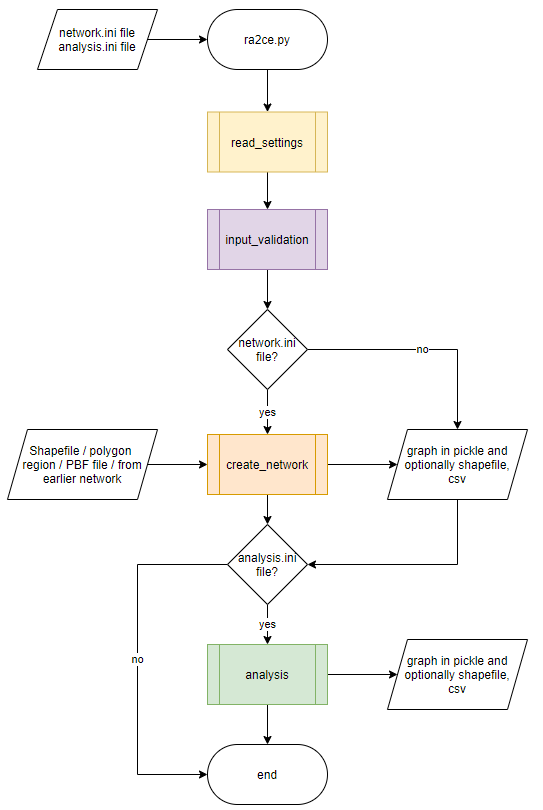 network.ini file
analysis.ini file
ra2ce.py
read_settings
input_validation
network.ini
file?
no
yes
Shapefile / polygon
region / PBF file / from
earlier network
create_network
graph in pickle and
optionally shapefile,
csv
analysis.ini
file?
yes
no
analysis
graph in pickle and
optionally shapefile,
csv
end